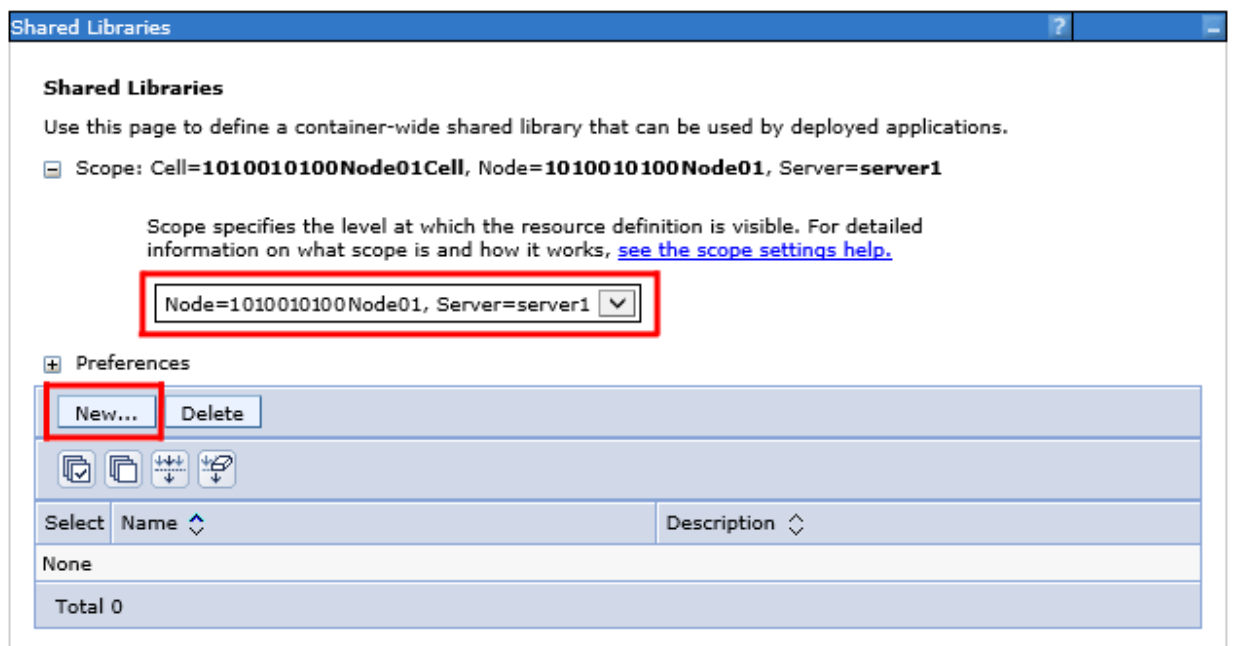 Shared Libraries ?
Shared Libraries
Use this page to define a container-wide shared library that can be used by deployed applications.
Scope: Cell=1010010100Node01Cell, Node=1010010100Node01, Server=server1
Scope specifies the level at which the resource definition is visible. For detailed
information on what scope is and how it works, see the scope settings help.
Node=1010010100Node01, Server=server1
Preferences
New... Delete
Select Name Description
None
Total 0